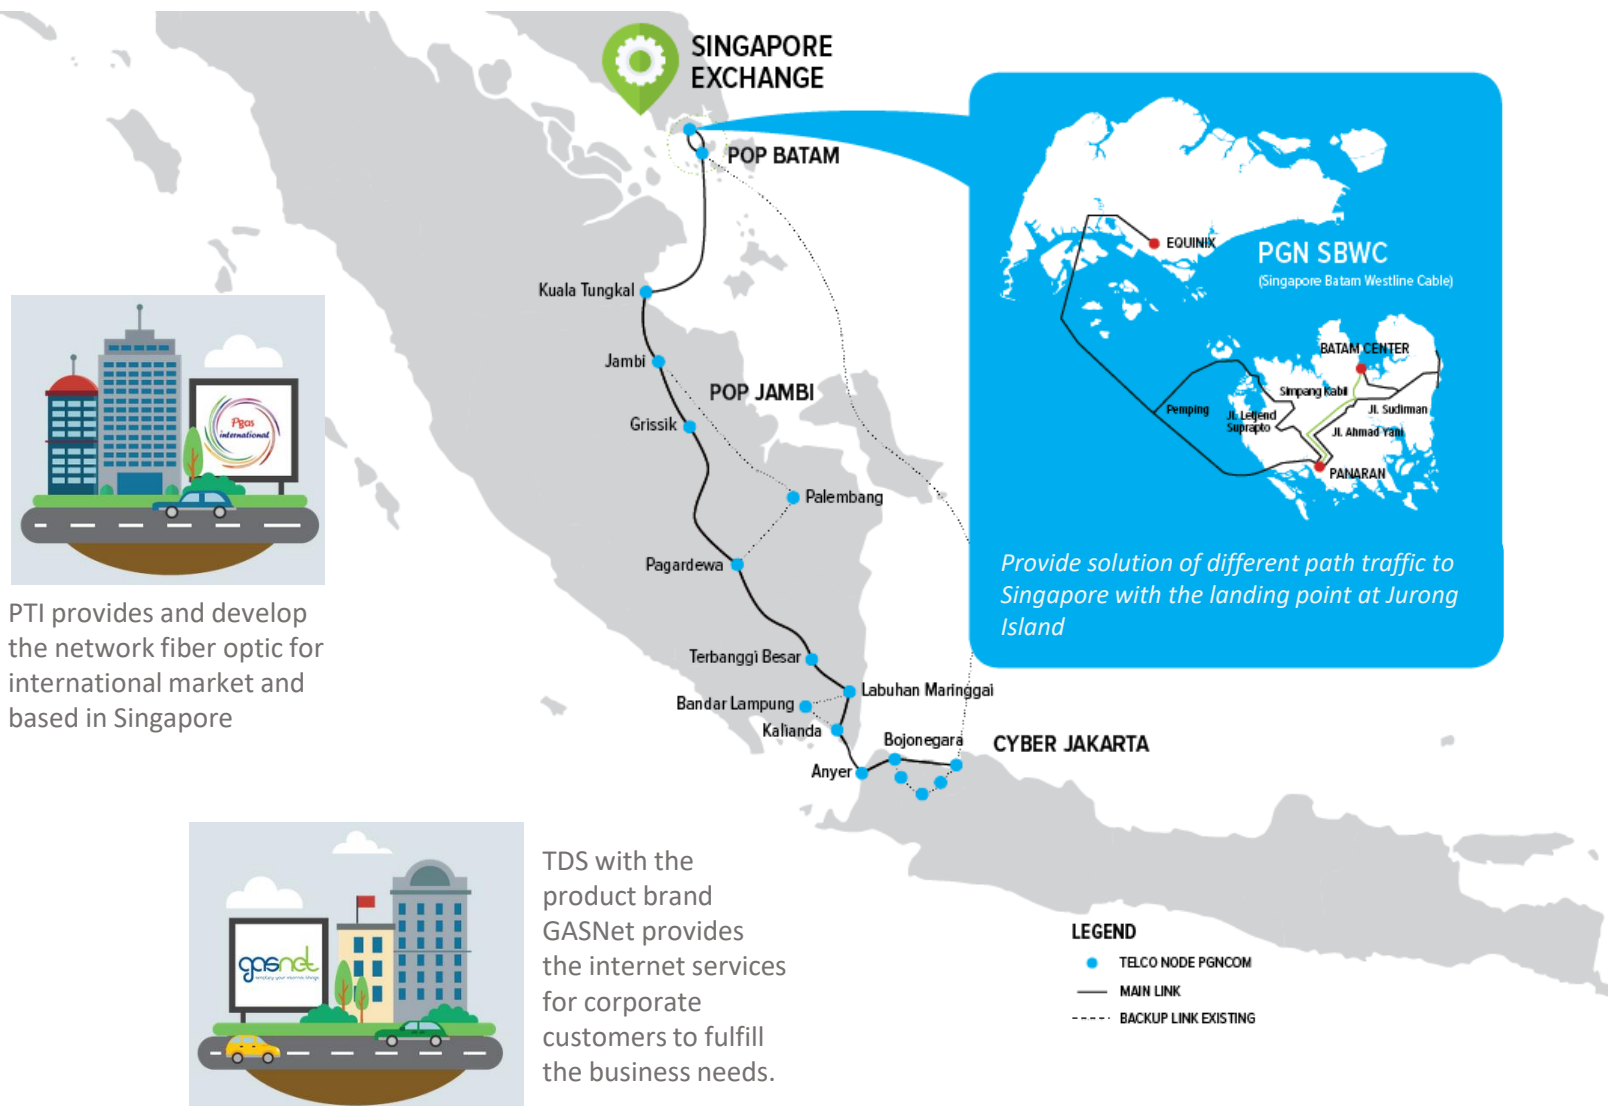 SINGAPORE
EXCHANGE
POP BATAM
Kuala Tungkal
Jambi
POP JAMBI
Grissik
Palembang
Pagardewa
Terbanggi Besar
Labuhan Maringgai
Bandar Lampung
Kalianda
Bojonegara
CYBER JAKARTA
Anyer
EQUINIX
PGN SBWC
(Singapore Batam Westline Cable)
BATAM CENTER
Simpang Kabil
Pemping
Jl. Letjend
Suprapto
Jl. Sudirman
Jl. Ahmad Yani
PANARAN
Provide solution of different path traffic to
Singapore with the landing point at Jurong
Island
Pgas
international
PTI provides and develop
the network fiber optic for
international market and
based in Singapore
gasnet
TDS with the
product brand
GASNet provides
the internet services
for corporate
customers to fulfill
the business needs.
LEGEND
TELCO NODE PGNCOM
MAIN LINK
BACKUP LINK EXISTING